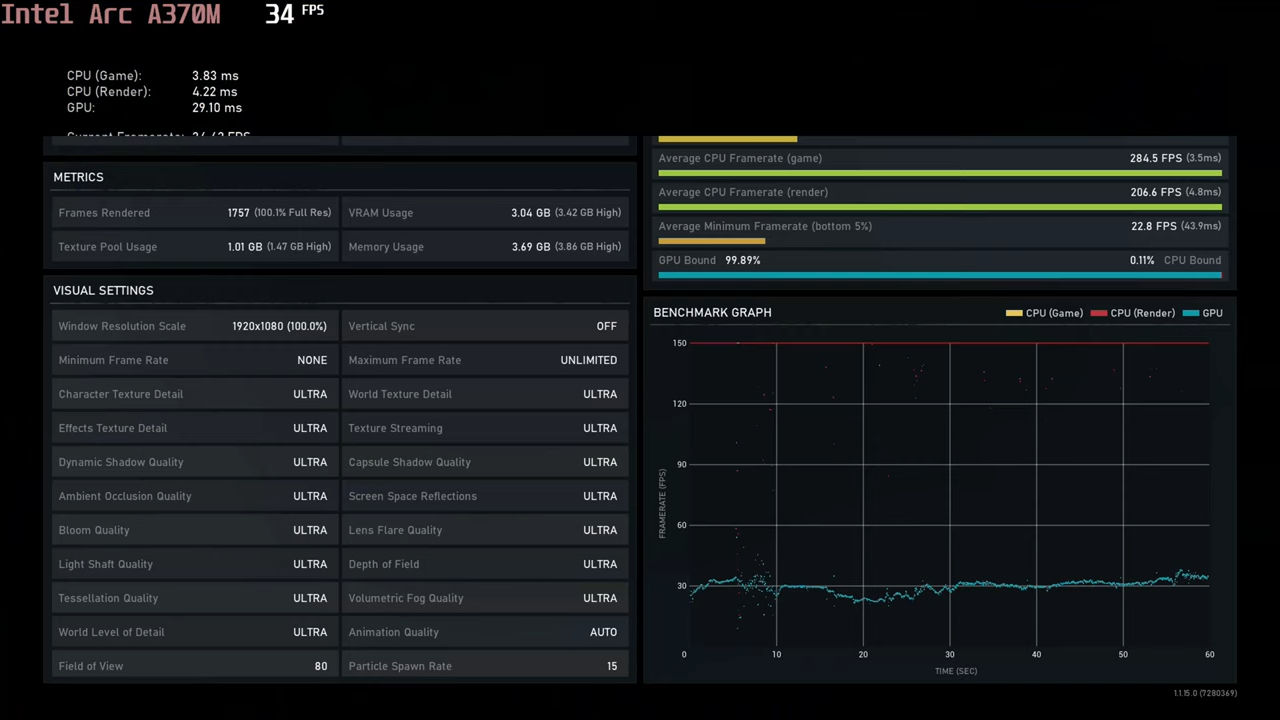 Intel Arc A370M 34 FPS
CPU (Game): 3.83 ms
CPU (Render): 4.22 ms
GPU: 29.10 ms
METRICS
Frames Rendered 1757 (100.1% Full Res) VRAM Usage 3.04 GB (3.42 GB High)
Texture Pool Usage 1.01 GB (1.47 GB High) Memory Usage 3.69 GB (3.86 GB High)
VISUAL SETTINGS
Window Resolution Scale 1920x1080 (100.0%) Vertical Sync OFF
Minimum Frame Rate NONE Maximum Frame Rate UNLIMITED
Character Texture Detail ULTRA World Texture Detail ULTRA
Effects Texture Detail ULTRA Texture Streaming ULTRA
Dynamic Shadow Quality ULTRA Capsule Shadow Quality ULTRA
Ambient Occlusion Quality ULTRA Screen Space Reflections ULTRA
Bloom Quality ULTRA Lens Flare Quality ULTRA
Light Shaft Quality ULTRA Depth of Field ULTRA
Tessellation Quality ULTRA Volumetric Fog Quality ULTRA
World Level of Detail ULTRA Animation Quality AUTO
Field of View 80 Particle Spawn Rate 15
Average CPU Framerate (game) 284.5 FPS (3.5ms)
Average CPU Framerate (render) 206.6 FPS (4.8ms)
Average Minimum Framerate (bottom 5%) 22.8 FPS (43.9ms)
GPU Bound 99.89% 0.11% CPU Bound
BENCHMARK GRAPH CPU (Game) CPU (Render) GPU
150
120
90
60
30
FRAMERATE (FPS)
0 10 20 30 40 50 60
TIME (SEC)
1.1.15.0 (7280369)